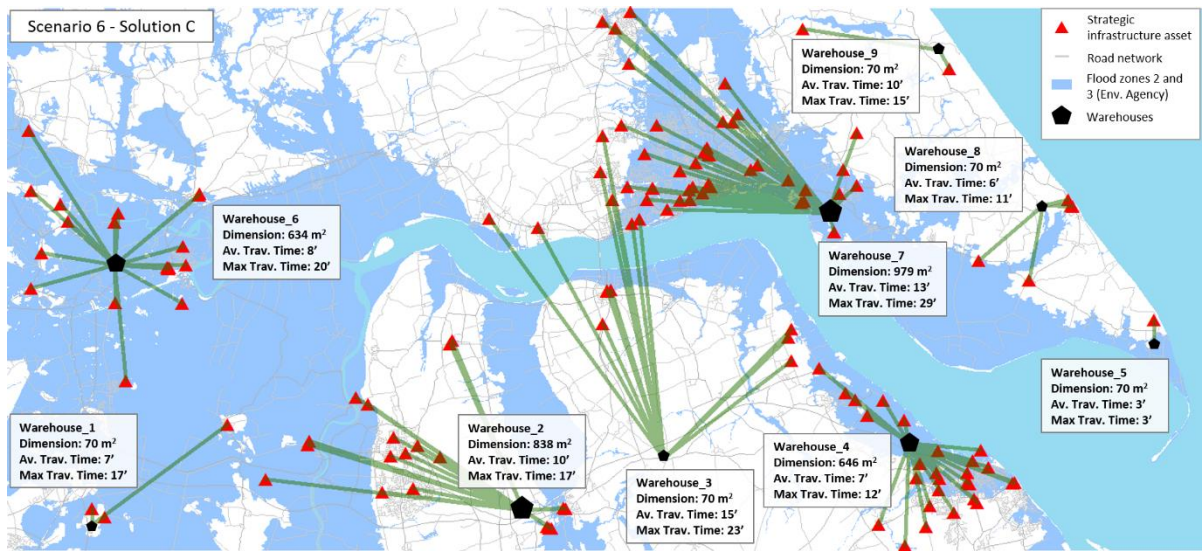 Scenario 6 - Solution C
Strategic
infrastructure asset
Road network
Flood zones 2 and
3 (Env. Agency)
Warehouses
Warehouse_9
Dimension: 70 m²
Av. Trav. Time: 10’
Max Trav. Time: 15’
Warehouse_8
Dimension: 70 m²
Av. Trav. Time: 6’
Max Trav. Time: 11’
Warehouse_6
Dimension: 634 m²
Av. Trav. Time: 8’
Max Trav. Time: 20’
Warehouse_7
Dimension: 979 m²
Av. Trav. Time: 13’
Max Trav. Time: 29’
Warehouse_5
Dimension: 70 m²
Av. Trav. Time: 3’
Max Trav. Time: 3’
Warehouse_1
Dimension: 70 m²
Av. Trav. Time: 7’
Max Trav. Time: 17’
Warehouse_2
Dimension: 838 m²
Av. Trav. Time: 10’
Max Trav. Time: 17’
Warehouse_4
Dimension: 646 m²
Av. Trav. Time: 7’
Max Trav. Time: 12’
Warehouse_3
Dimension: 70 m²
Av. Trav. Time: 15’
Max Trav. Time: 23’